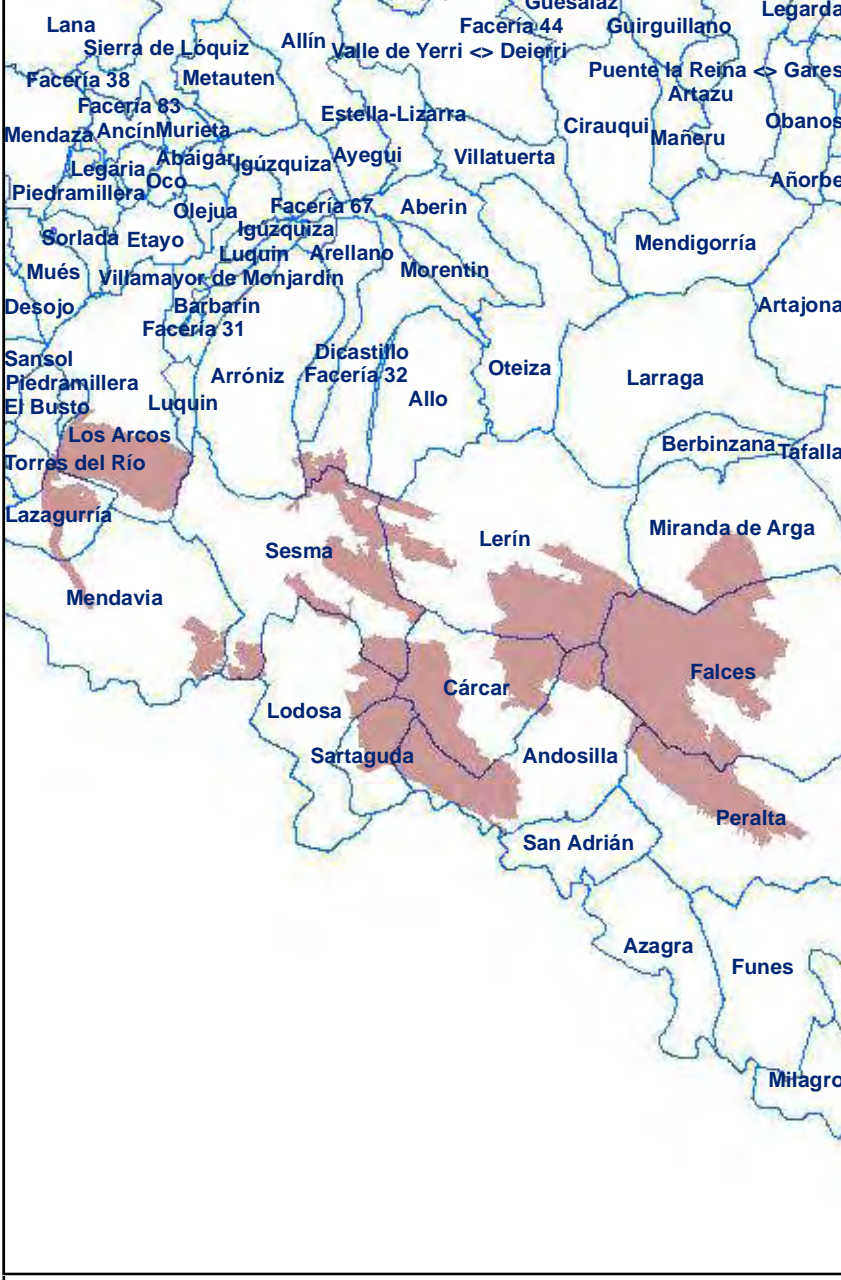 Guesálaz
Legarda
Lana
Facería 44
Guirguillano
Sierra de Lóquiz
Allín
Valle de Yerri <> Deierri
Facería 38
Metauten
Puente la Reina <> Gares
Artazu
Facería 83
Estella-Lizarra
Mendaza
Ancín
Murieta
Cirauqui
Mañeru
Obanos
Legaria
Abáigar
Igúzquiza
Ayegui
Villatuerta
Piedramillera
Oco
Añorbe
Olejua
Facería 67
Aberin
Sorlada
Etayo
Igúzquiza
Mendigorría
Luquin
Arellano
Mués
Villamayor de Monjardín
Morentin
Desojo
Barbarin
Artajona
Facería 31
Sansol
Dicastillo
Piedramillera
Arróniz
Facería 32
Oteiza
Larraga
El Busto
Luquin
Allo
Los Arcos
Berbinzana
Tafalla
Torres del Río
Lazagurría
Miranda de Arga
Sesma
Lerín
Mendavia
Falces
Cárcar
Lodosa
Sartaguda
Andosilla
Peralta
San Adrián
Azagra
Funes
Milagro